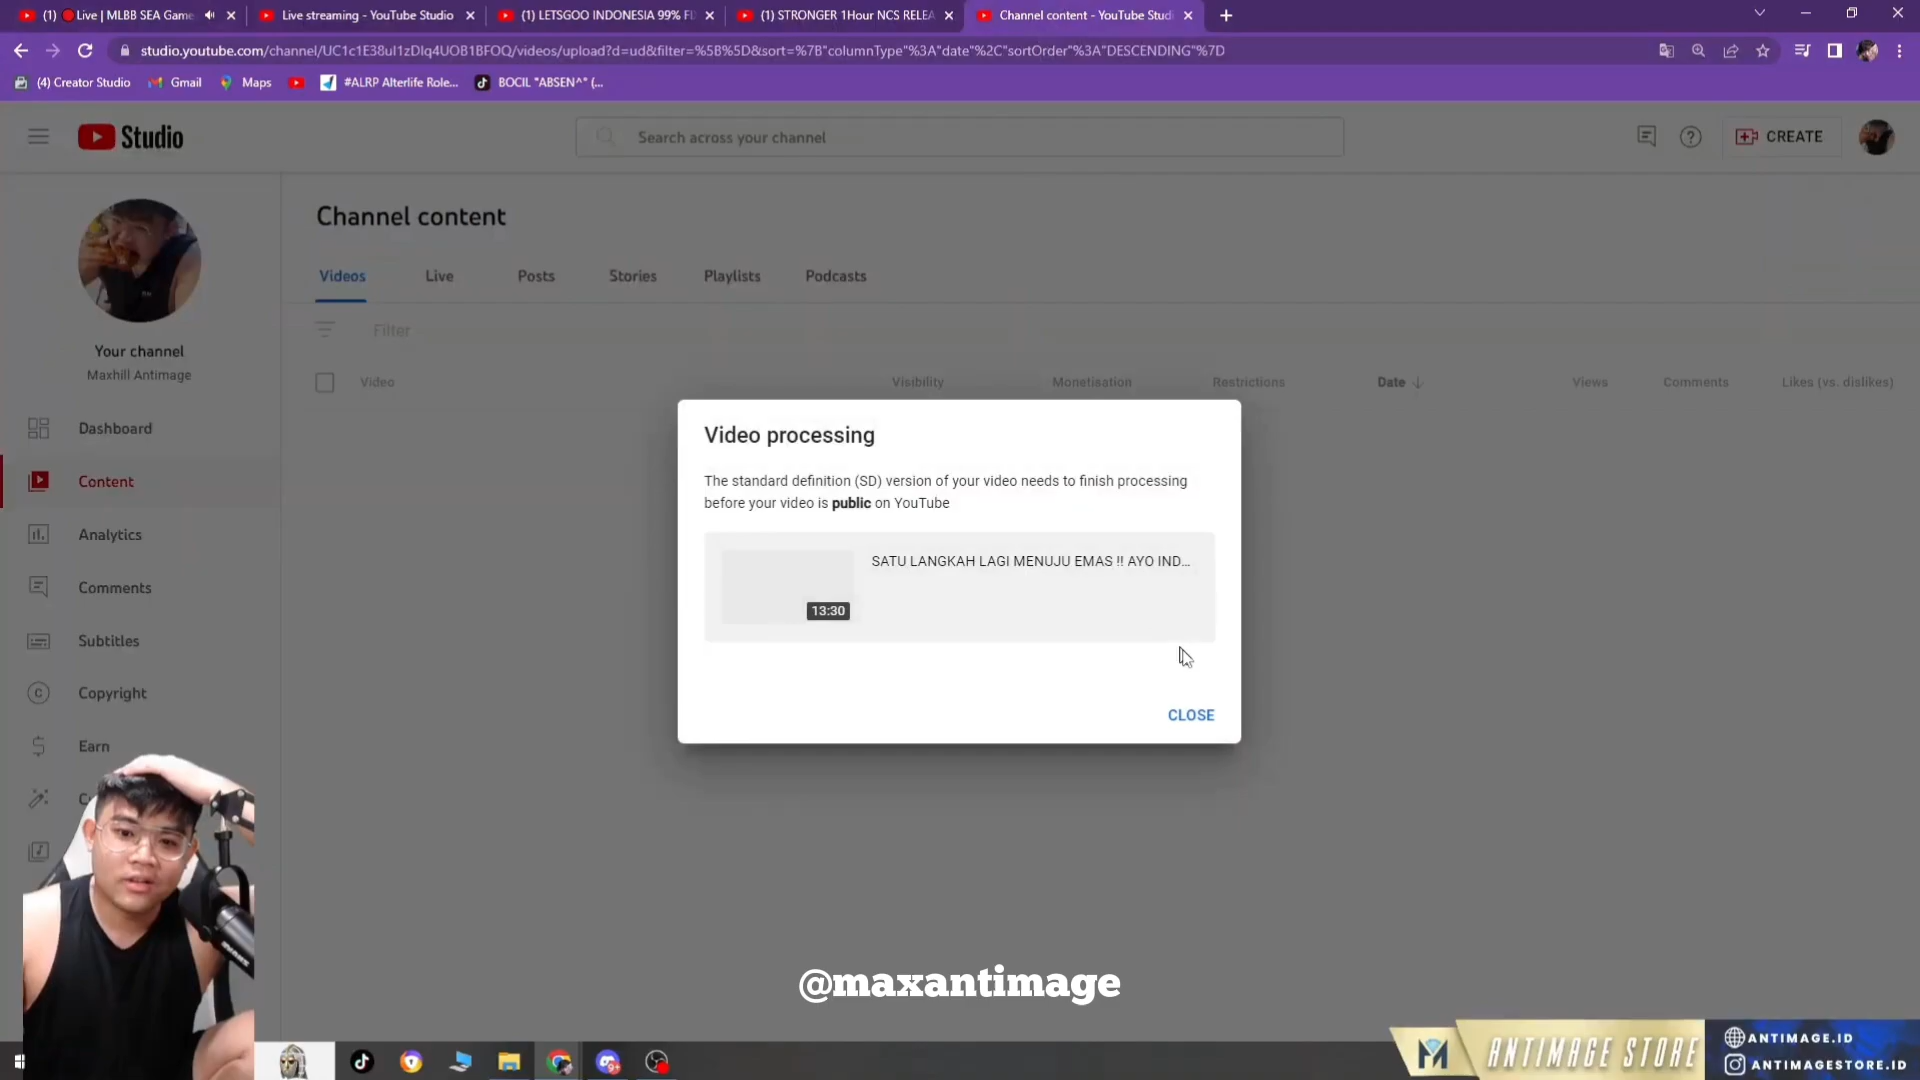 (1) 🔴Live | MLBB SEA Game
Live streaming - YouTube Studio
(1) LETSGOO INDONESIA 99% FI
(1) STRONGER 1Hour NCS RELEA
Channel content - YouTube Studi
studio.youtube.com/channel/UC1c1E38uI1zDIq4UOB1BFOQ/videos/upload?d=ud&filter=%5B%5D&sort=%7B"columnType"%3A"date"%2C"sortOrder"%3A"DESCENDING"%7D
(4) Creator Studio
Gmail
Maps
#ALRP Alterlife Role...
BOCIL "ABSEN^" (...
Studio
Search across your channel
CREATE
Channel content
Videos
Live
Posts
Stories
Playlists
Podcasts
Filter
Your channel
Maxhill Antimage
Video
Visibility
Monetisation
Restrictions
Date
Views
Comments
Likes (vs. dislikes)
Dashboard
Content
Analytics
Comments
Subtitles
Copyright
Earn
Video processing
The standard definition (SD) version of your video needs to finish processing
before your video is public on YouTube
SATU LANGKAH LAGI MENUJU EMAS !! AYO IND...
13:30
CLOSE
@maxantimage
ANTIMAGE STORE
ANTIMAGE.ID
ANTIMAGESTORE.ID